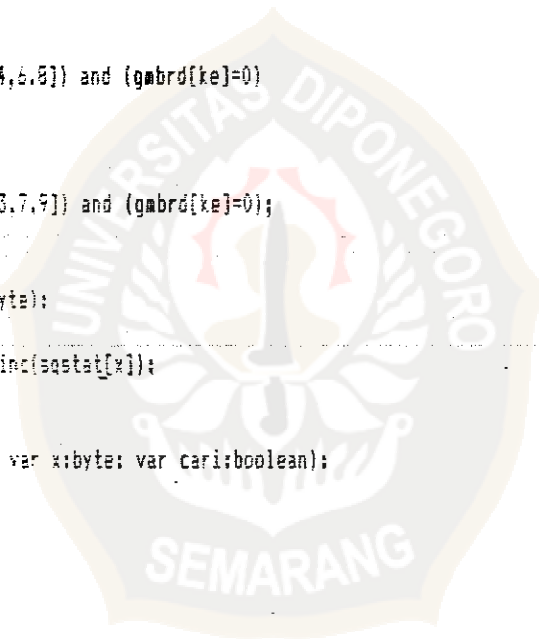 4,6,8]) and (gmbrd[ke]=0)
3,7,9]) and (gmbrd[ke]=0);
yte);
inc(sqstat[x]);
var x:byte; var cari:boolean);
UNIVERSITAS DIPONEGORO
SEMARANG